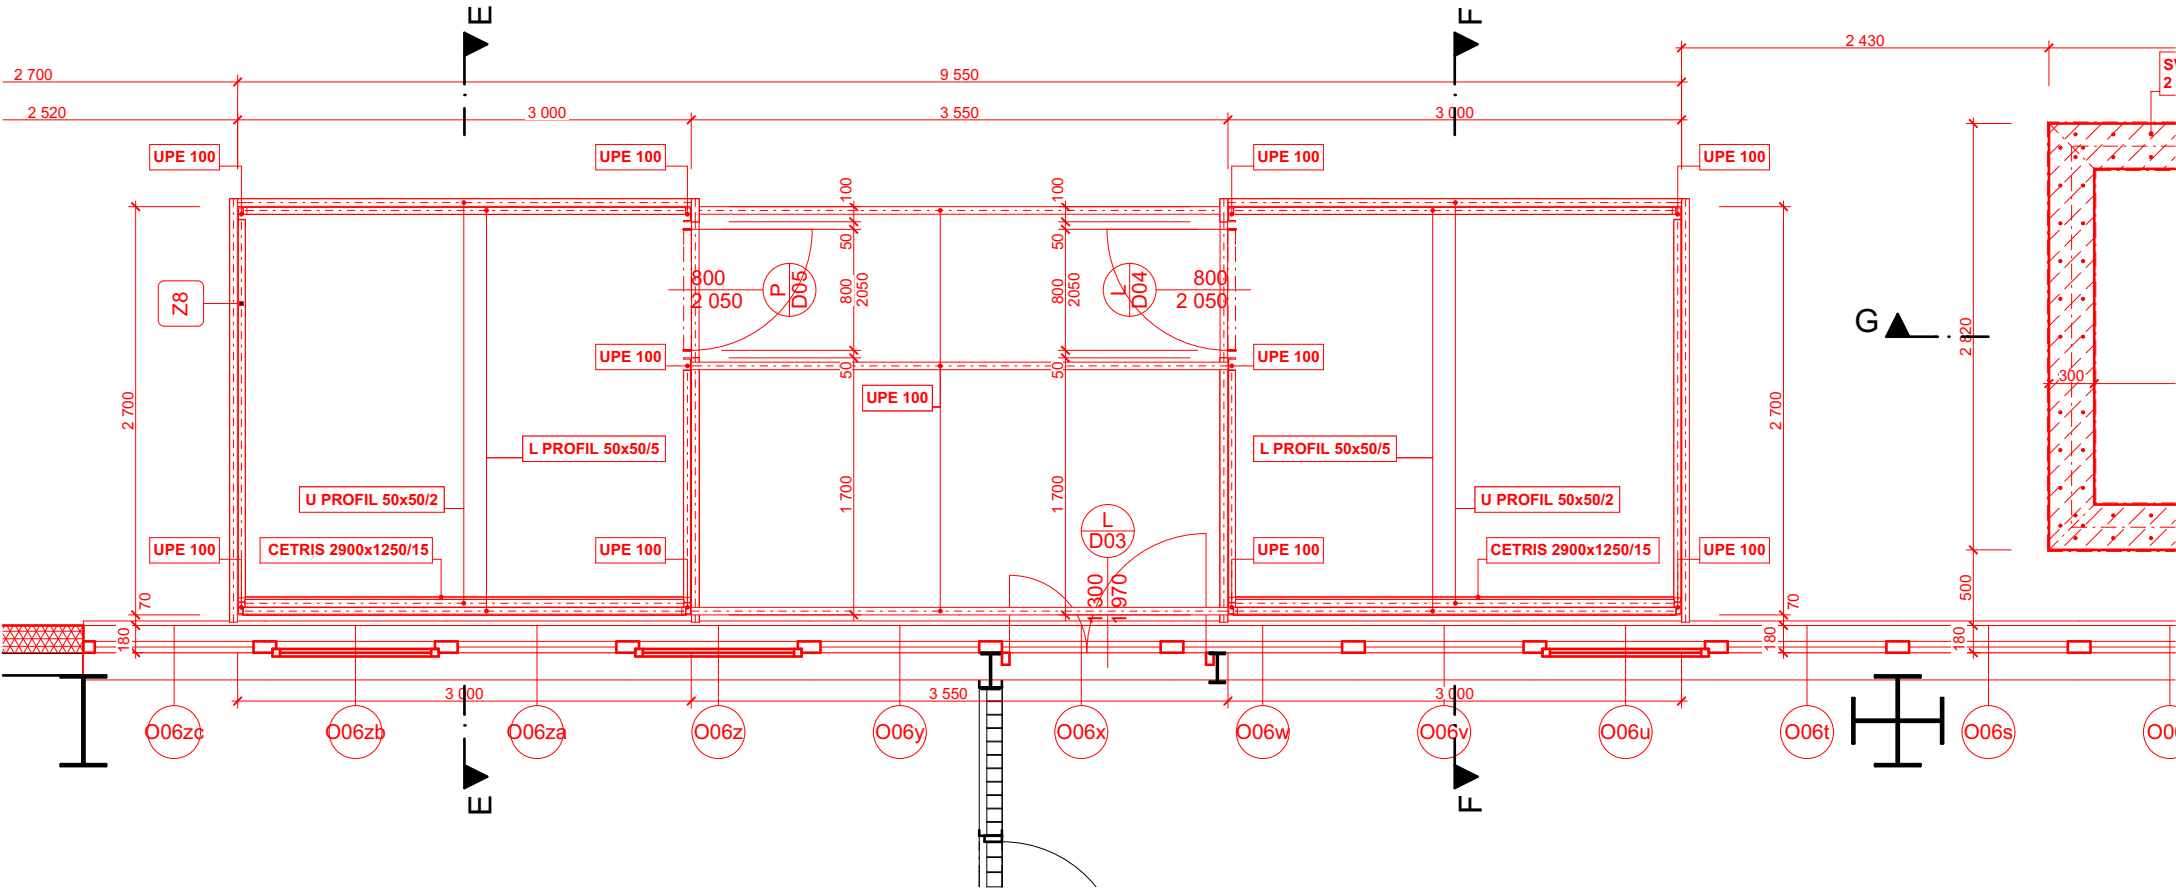 E
F
2 430
2 700
9 550
SV
2
2 520
3 000
3 550
3 000
UPE 100
UPE 100
UPE 100
UPE 100
100
100
50
50
Z8
800
2 050
P
D05
800
2050
800
2050
L
D04
800
2 050
G
2 820
300
UPE 100
UPE 100
50
50
UPE 100
2 700
2 700
L PROFIL 50x50/5
L PROFIL 50x50/5
U PROFIL 50x50/2
U PROFIL 50x50/2
1 700
1 700
L
D03
1300
1970
UPE 100
CETRIS 2900x1250/15
UPE 100
UPE 100
CETRIS 2900x1250/15
UPE 100
70
70
500
180
180
180
3 000
3 550
3 000
O06zc
O06zb
O06za
O06z
O06y
O06x
O06w
O06v
O06u
O06t
O06s
E
F